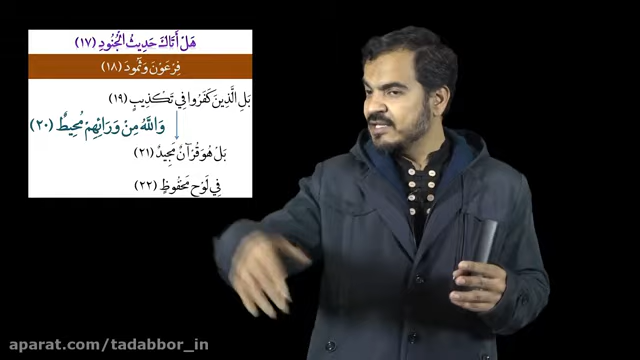 هَلْ أَتَاكَ حَدِيثُ الْجُنُودِ (١٧)
فِرْعَوْنَ وَثَمُودَ (١٨)
بَلِ الَّذِينَ كَفَرُوا فِي تَكْذِيبٍ (١٩)
وَاللَّهُ مِنْ وَرَائِهِمْ مُحِيطٌ (٢٠)
بَلْ هُوَ قُرْآنٌ مَجِيدٌ (٢١)
فِي لَوْحٍ مَحْفُوظٍ (٢٢)
aparat.com/tadabbor_in